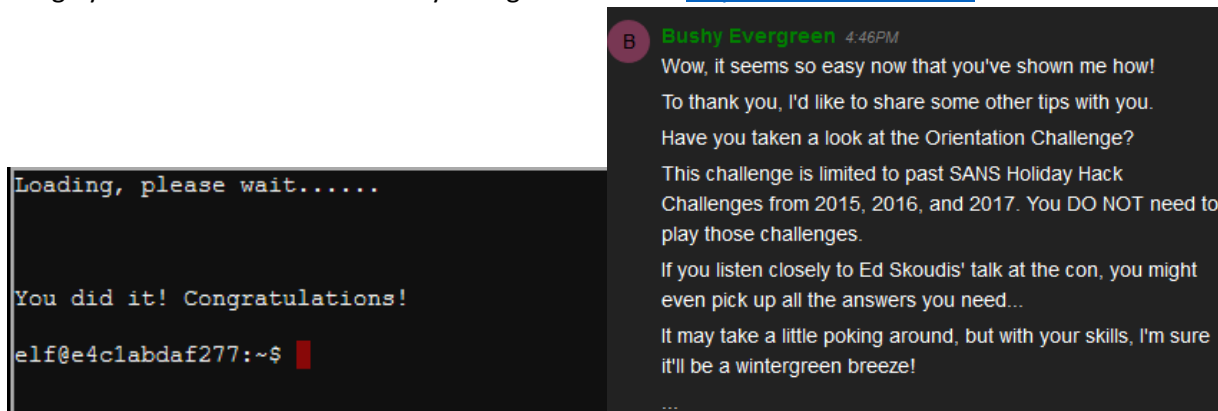 B
Bushy Evergreen 4:46PM
Wow, it seems so easy now that you've shown me how!
To thank you, I'd like to share some other tips with you.
Have you taken a look at the Orientation Challenge?
This challenge is limited to past SANS Holiday Hack
Challenges from 2015, 2016, and 2017. You DO NOT need to
play those challenges.
If you listen closely to Ed Skoudis' talk at the con, you might
even pick up all the answers you need...
It may take a little poking around, but with your skills, I'm sure
it'll be a wintergreen breeze!
...
Loading, please wait......
You did it! Congratulations!
elf@e4c1abdaf277:~$